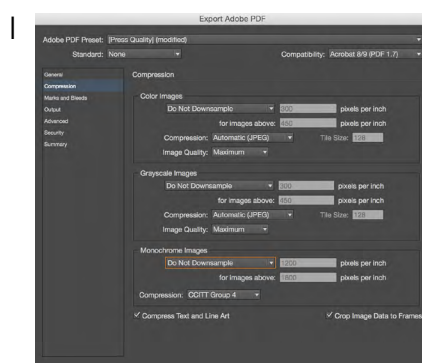 Export Adobe PDF
Adobe PDF Preset: [Press Quality] (modified)
Standard: None Compatibility: Acrobat 8/9 (PDF 1.7)
General
Compression
Marks and Bleeds
Output
Advanced
Security
Summary
Compression
Color Images
Do Not Downsample 300 pixels per inch
for images above: 450 pixels per inch
Compression: Automatic (JPEG) Tile Size: 128
Image Quality: Maximum
Grayscale Images
Do Not Downsample 300 pixels per inch
for images above: 450 pixels per inch
Compression: Automatic (JPEG) Tile Size: 128
Image Quality: Maximum
Monochrome Images
Do Not Downsample 1200 pixels per inch
for images above: 1800 pixels per inch
Compression: CCITT Group 4
Compress Text and Line Art Crop Image Data to Frames